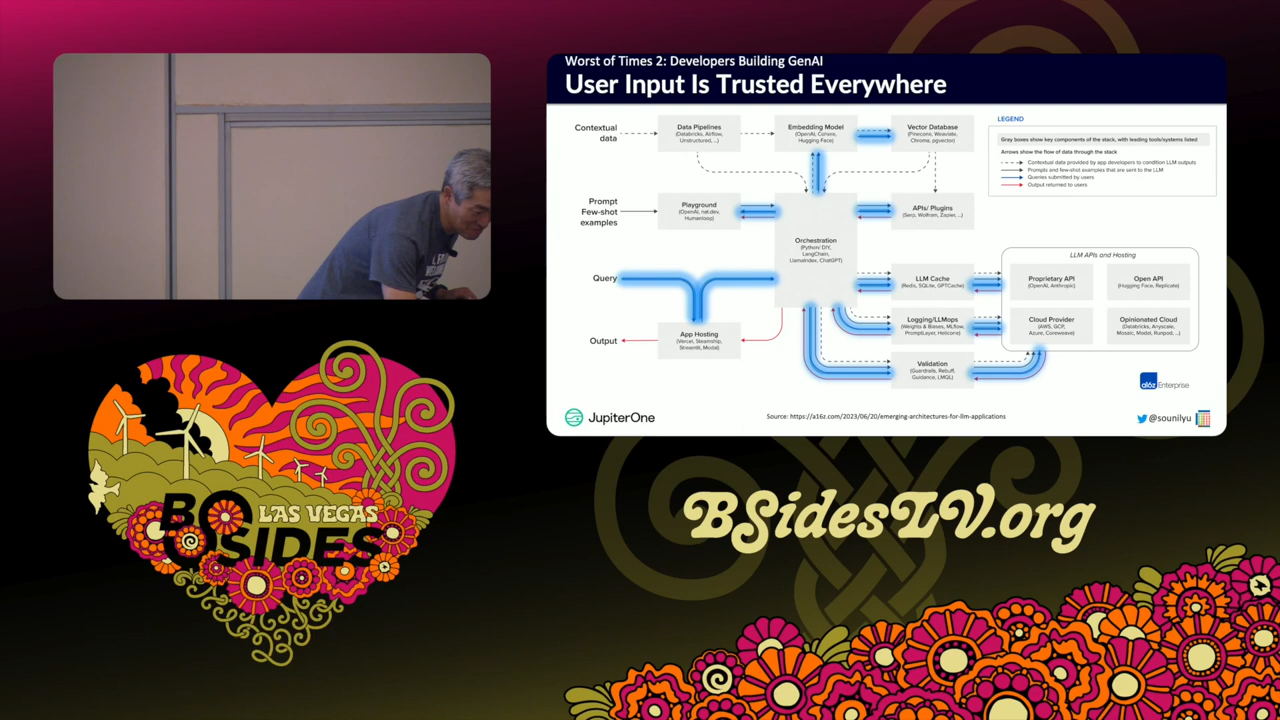 Worst of Times 2: Developers Building GenAI
User Input Is Trusted Everywhere
Contextual
data
Data Pipelines
(Databricks, Airflow,
Unstructured, ...)
Embedding Model
(OpenAI, Cohere,
Hugging Face)
Vector Database
(Pinecone, Weaviate,
Chroma, pgvector)
LEGEND
Gray boxes show key components of the stack, with leading tools/systems listed
Arrows show the flow of data through the stack
Contextual data provided by app developers to condition LLM outputs
Prompts and few-shot examples that are sent to the LLM
Queries submitted by users
Output returned to users
Prompt
Few-shot
examples
Playground
(OpenAI, nat.dev,
Humanloop)
APIs/ Plugins
(Serp, Wolfram, Zapier, ...)
Orchestration
(Python/ DIY,
LangChain,
LlamaIndex, ChatGPT)
Query
LLM Cache
(Redis, SQLite, GPTCache)
LLM APIs and Hosting
Proprietary API
(OpenAI, Anthropic)
Open API
(Hugging Face, Replicate)
Logging/LLMops
(Weights & Biases, MLflow,
PromptLayer, Helicone)
Cloud Provider
(AWS, GCP,
Azure, Coreweave)
Opinionated Cloud
(Databricks, Anyscale,
Mosaic, Modal, Runpod, ...)
Output
App Hosting
(Vercel, Steamship,
Streamlit, Modal)
Validation
(Guardrails, Rebuff,
Guidance, LMQL)
a16z Enterprise
JupiterOne
Source: https://a16z.com/2023/06/20/emerging-architectures-for-llm-applications
@sounilyu
BSIDES
LAS VEGAS
BSidesLV.org